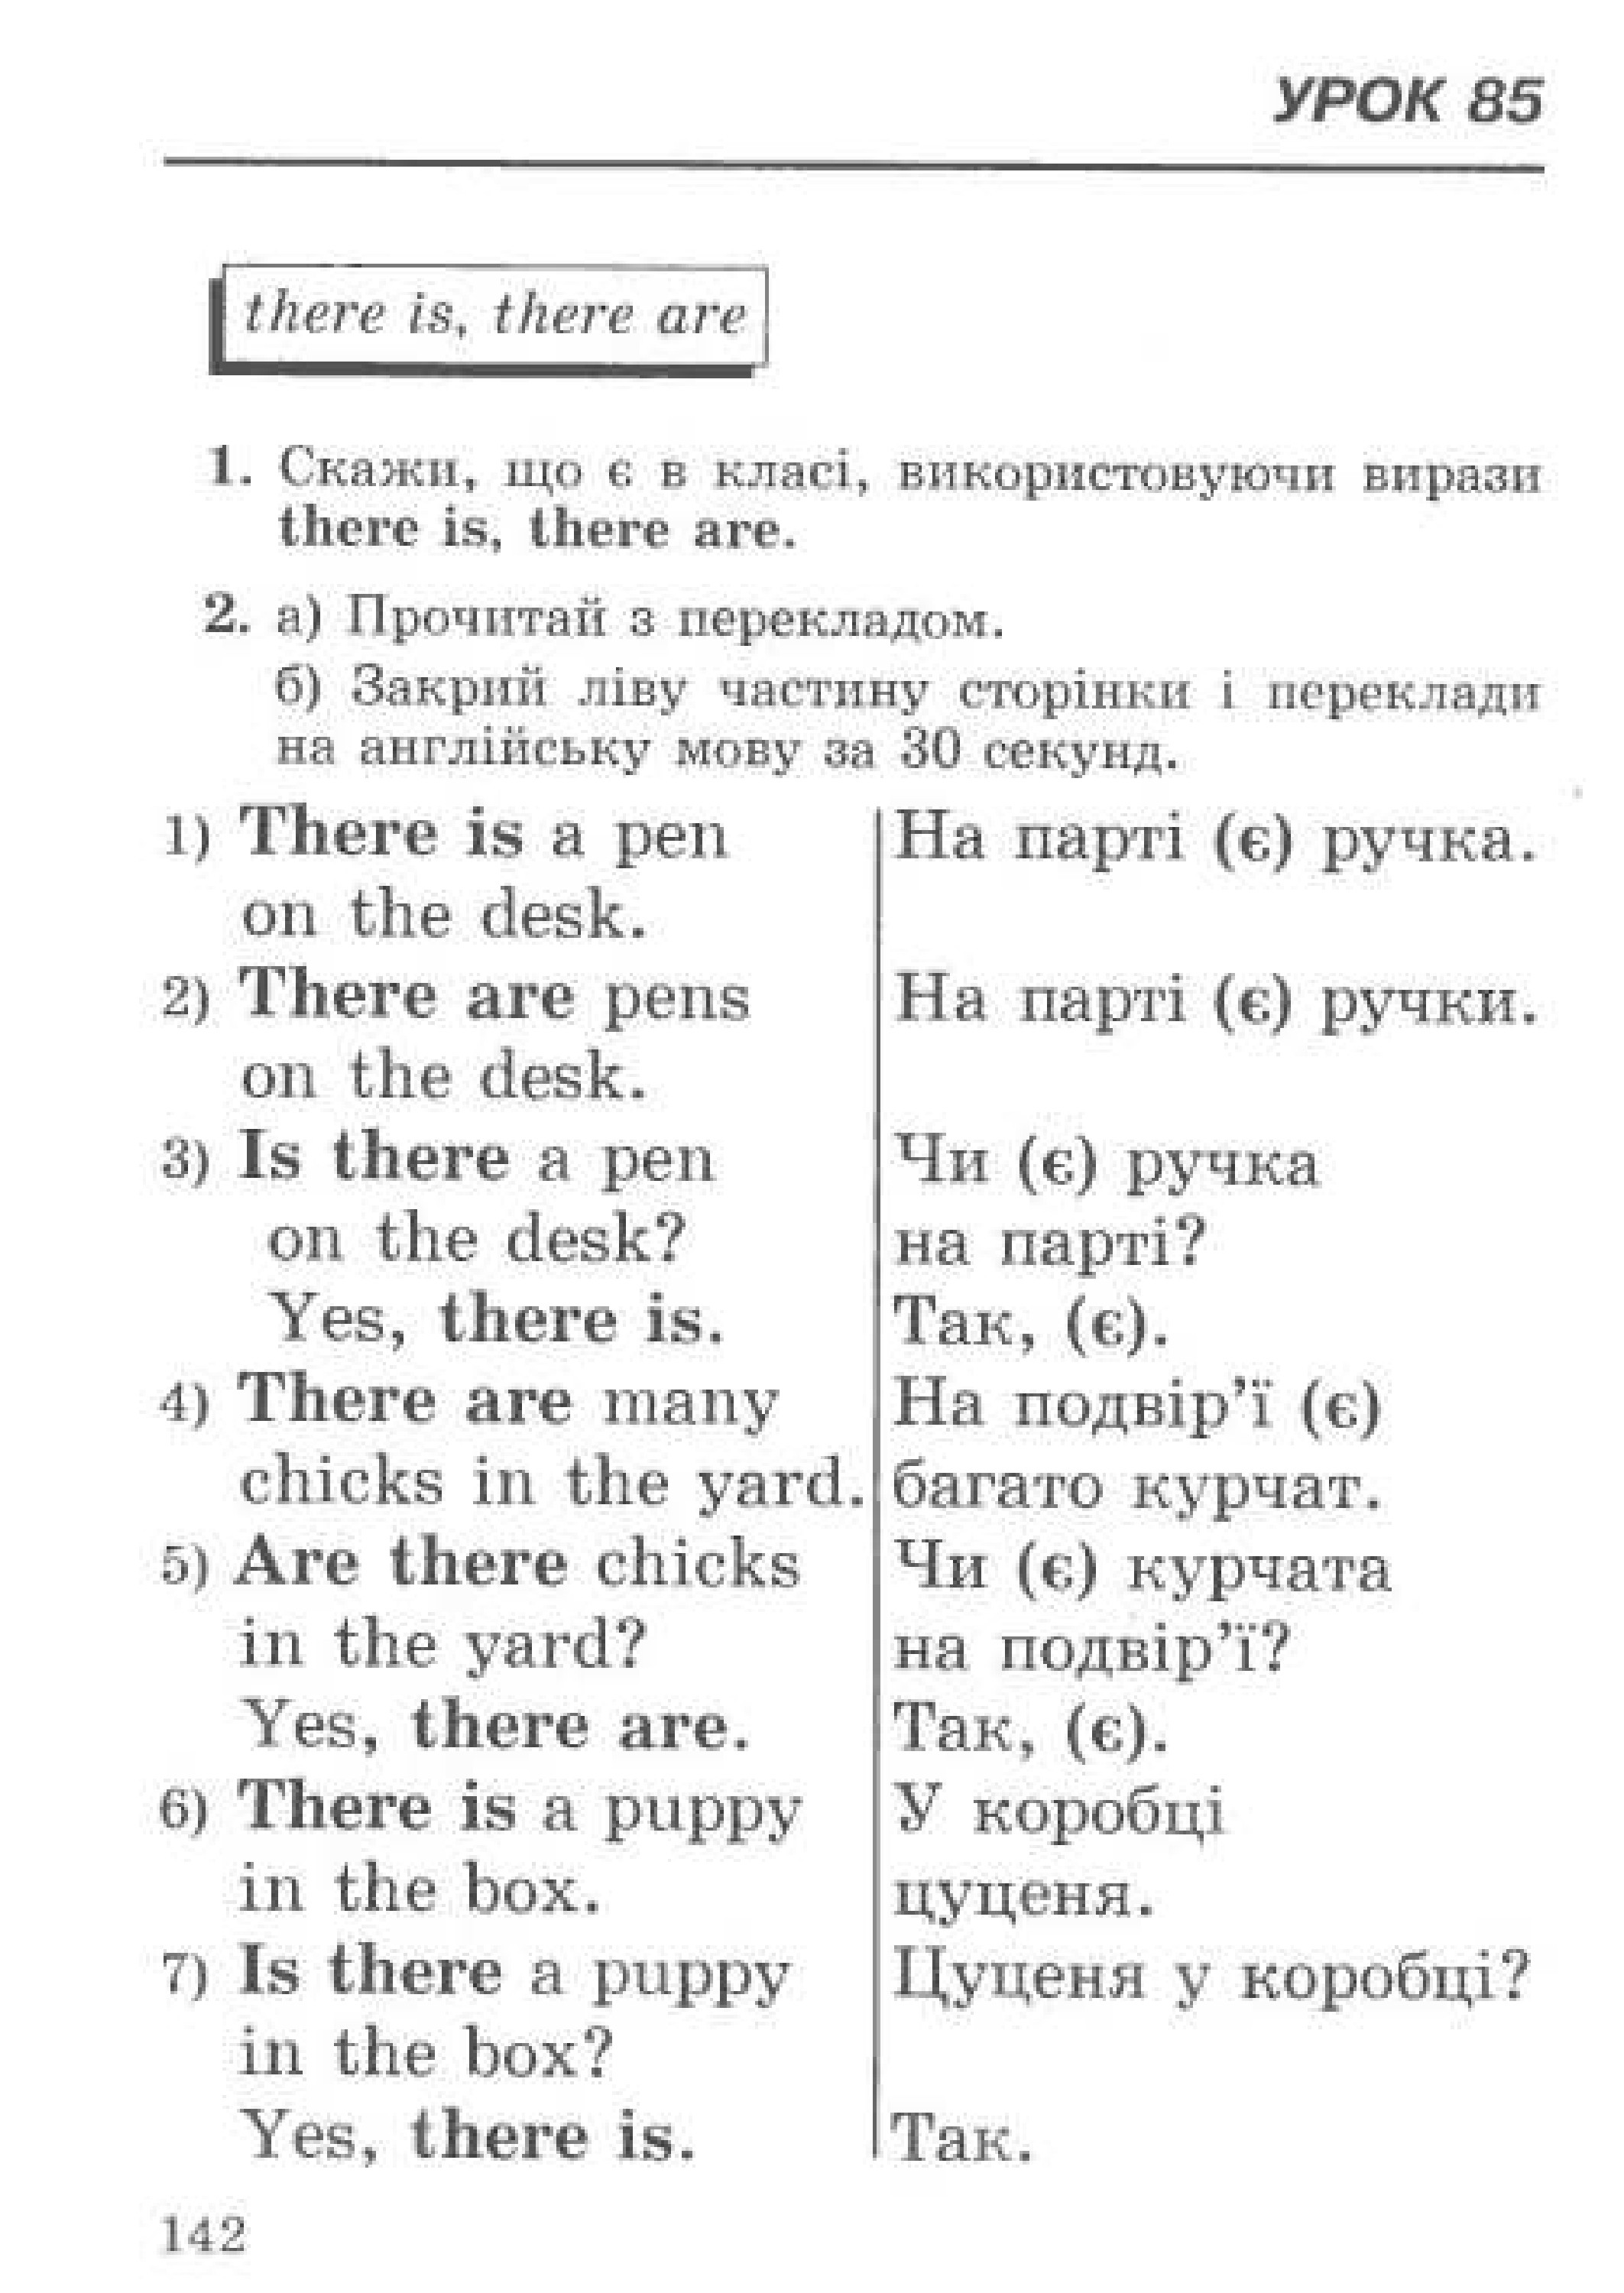 УРОК 85
there is, there are
1. Скажи, що є в класі, використовуючи вирази
there is, there are.
2. а) Прочитай з перекладом.
б) Закрий ліву частину сторінки і переклади
на англійську мову за 30 секунд.
1) There is a pen
on the desk.
2) There are pens
on the desk.
3) Is there a pen
on the desk?
Yes, there is.
4) There are many
chicks in the yard.
5) Are there chicks
in the yard?
Yes, there are.
6) There is a puppy
in the box.
7) Is there a puppy
in the box?
Yes, there is.
На парті (є) ручка.
На парті (є) ручки.
Чи (є) ручка
на парті?
Так, (є).
На подвір’ї (є)
багато курчат.
Чи (є) курчата
на подвір’ї?
Так, (є).
У коробці
цуценя.
Цуценя у коробці?
Так.
142